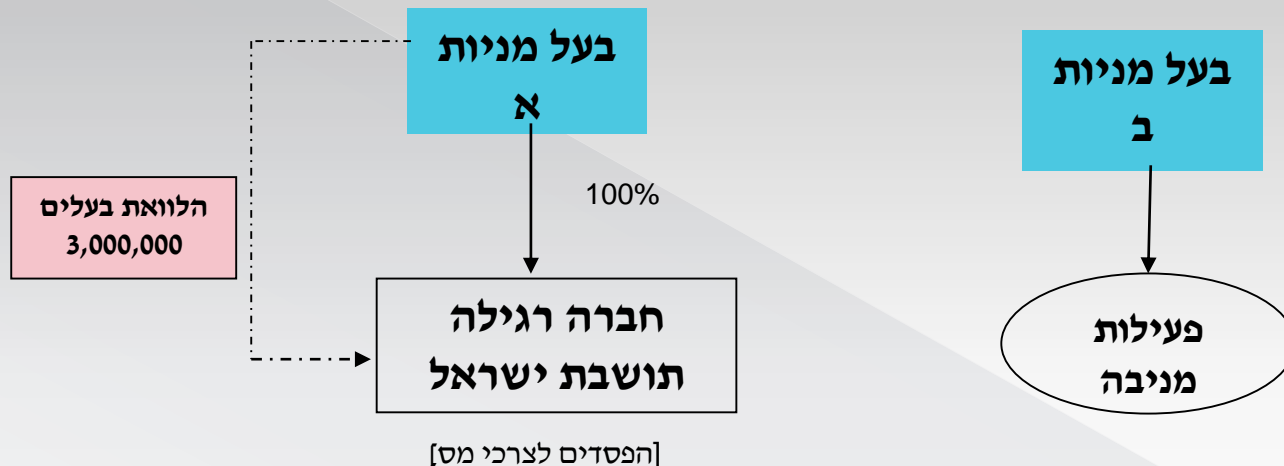 בעל מניות
א
בעל מניות
ב
הלוואת בעלים
3,000,000
100%
חברה רגילה
תושבת ישראל
פעילות
מניבה
[הפסדים לצרכי מס]